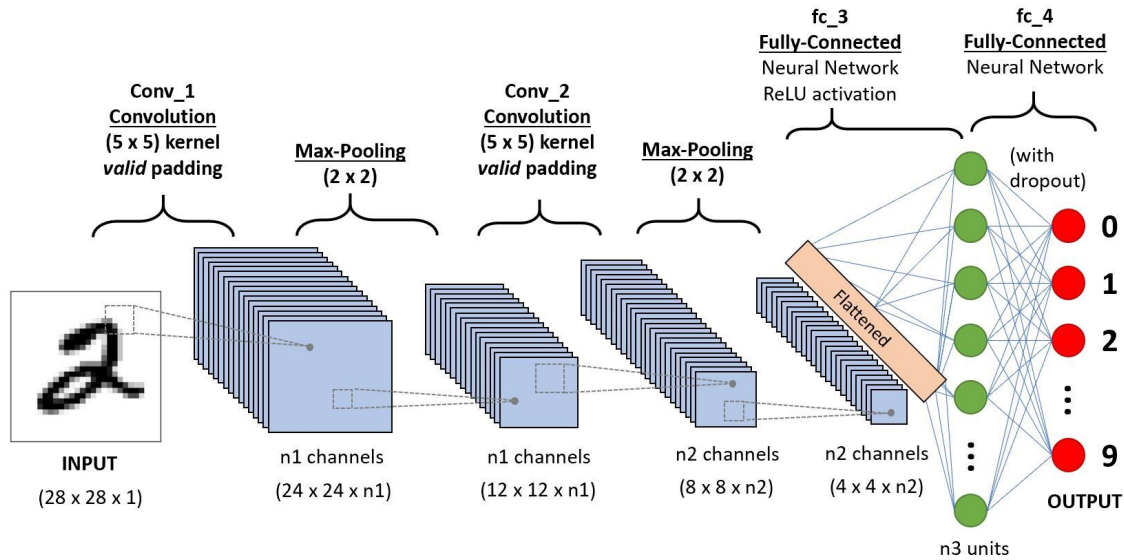 fc_3
Fully-Connected
Neural Network
ReLU activation
fc_4
Fully-Connected
Neural Network
Conv_1
Convolution
(5 x 5) kernel
valid padding
Max-Pooling
(2 x 2)
Conv_2
Convolution
(5 x 5) kernel
valid padding
Max-Pooling
(2 x 2)
(with
dropout)
2
Flattened
0
1
2
9
INPUT
(28 x 28 x 1)
n1 channels
(24 x 24 x n1)
n1 channels
(12 x 12 x n1)
n2 channels
(8 x 8 x n2)
n2 channels
(4 x 4 x n2)
OUTPUT
n3 units